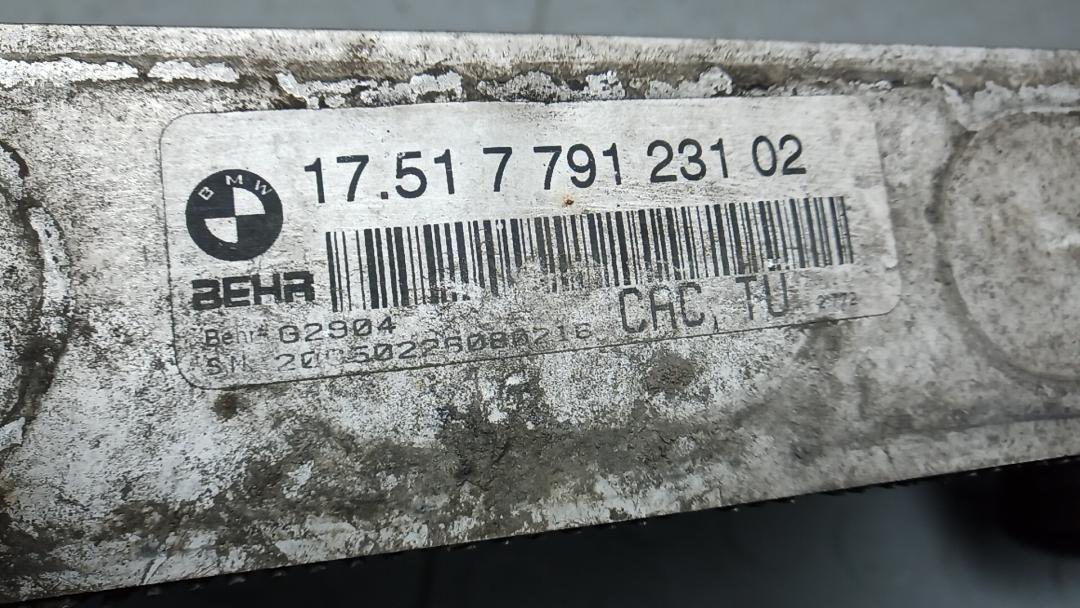 BMW
17.51 7 791 231 02
BEHR
CAC, TÜ
Behr- G2904
S/N